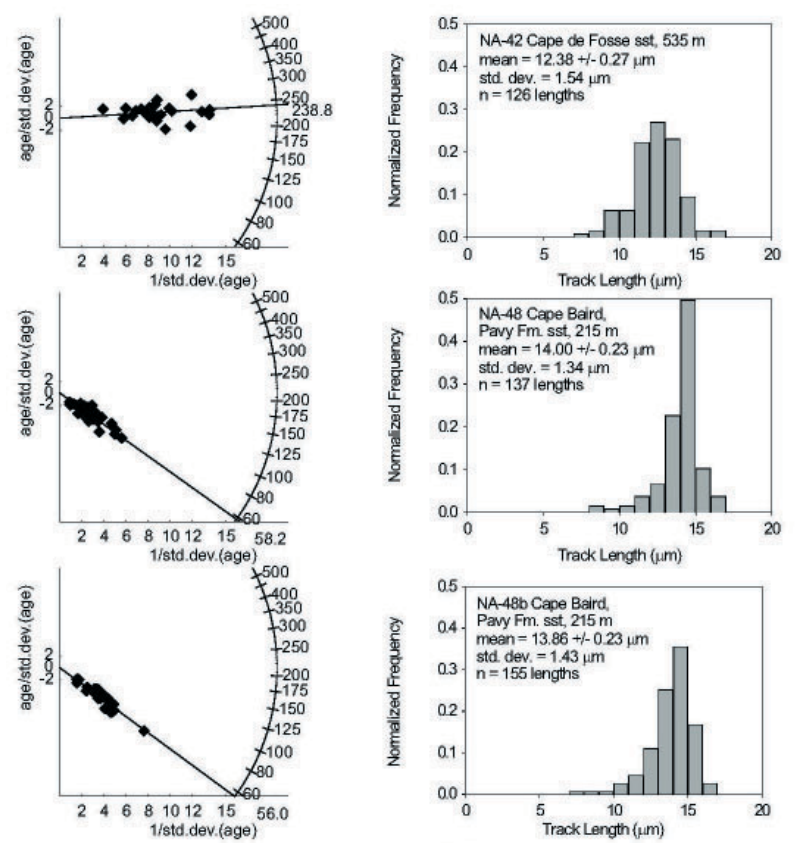 500
400
350
300
250
238.8
200
175
150
125
100
80
60
2
0
-2
age/std.dev.(age)
2 4 6 8 10 12 15
1/std.dev.(age)
0.5
0.4
0.3
0.2
0.1
0.0
Normalized Frequency
NA-42 Cape de Fosse sst, 535 m
mean = 12.38 +/- 0.27 μm
std. dev. = 1.54 μm
n = 126 lengths
0 5 10 15 20
Track Length (μm)
500
400
350
300
250
200
175
150
125
100
80
60
2
0
-2
age/std.dev.(age)
2 4 6 8 10 12 15 58.2
1/std.dev.(age)
0.5
0.4
0.3
0.2
0.1
0.0
Normalized Frequency
NA-48 Cape Baird,
Pavy Fm. sst, 215 m
mean = 14.00 +/- 0.23 μm
std. dev. = 1.34 μm
n = 137 lengths
0 5 10 15 20
Track Length (μm)
500
400
350
300
250
200
175
150
125
100
80
60
2
0
-2
age/std.dev.(age)
2 4 6 8 10 12 15 56.0
1/std.dev.(age)
0.5
0.4
0.3
0.2
0.1
0.0
Normalized Frequency
NA-48b Cape Baird,
Pavy Fm. sst, 215 m
mean = 13.86 +/- 0.23 μm
std. dev. = 1.43 μm
n = 155 lengths
0 5 10 15 20
Track Length (μm)